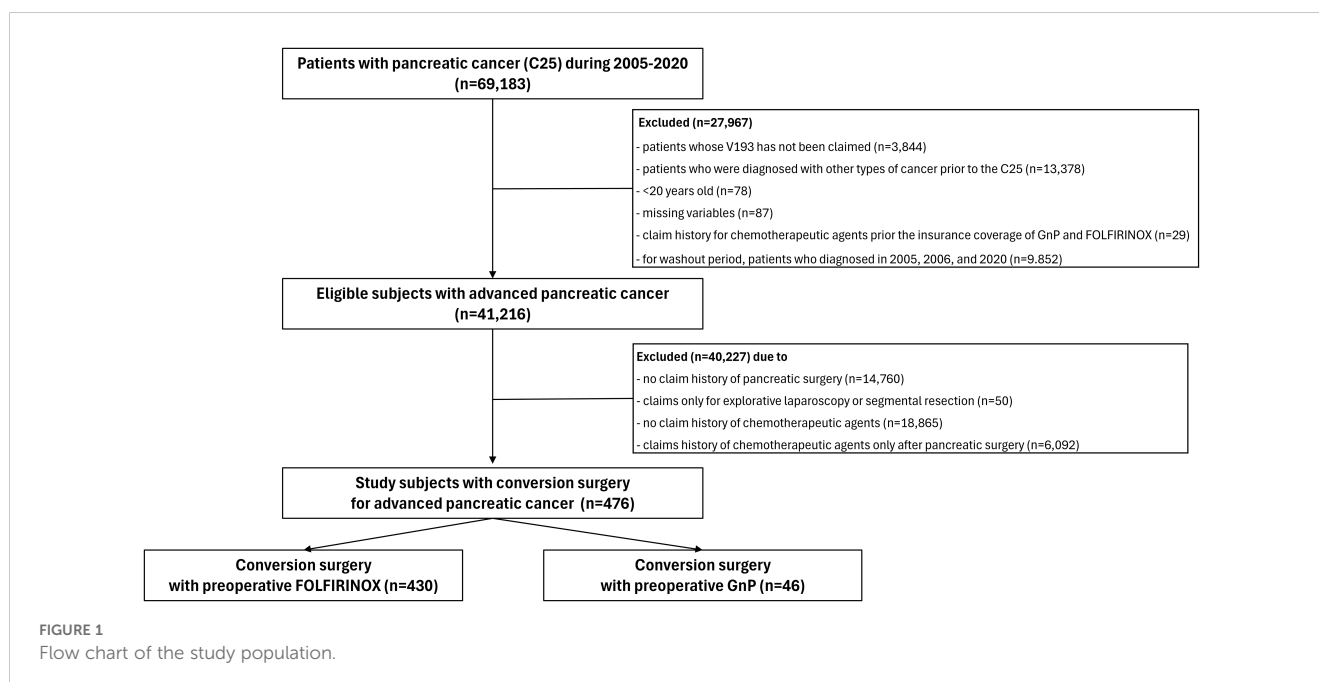 Patients with pancreatic cancer (C25) during 2005-2020
(n=69,183)
Excluded (n=27,967)
- patients whose V193 has not been claimed (n=3,844)
- patients who were diagnosed with other types of cancer prior to the C25 (n=13,378)
- <20 years old (n=78)
- missing variables (n=87)
- claim history for chemotherapeutic agents prior the insurance coverage of GnP and FOLFIRINOX (n=29)
- for washout period, patients who diagnosed in 2005, 2006, and 2020 (n=9.852)
Eligible subjects with advanced pancreatic cancer
(n=41,216)
Excluded (n=40,227) due to
- no claim history of pancreatic surgery (n=14,760)
- claims only for explorative laparoscopy or segmental resection (n=50)
- no claim history of chemotherapeutic agents (n=18,865)
- claims history of chemotherapeutic agents only after pancreatic surgery (n=6,092)
Study subjects with conversion surgery
for advanced pancreatic cancer (n=476)
Conversion surgery
with preoperative FOLFIRINOX (n=430)
Conversion surgery
with preoperative GnP (n=46)
FIGURE 1
Flow chart of the study population.